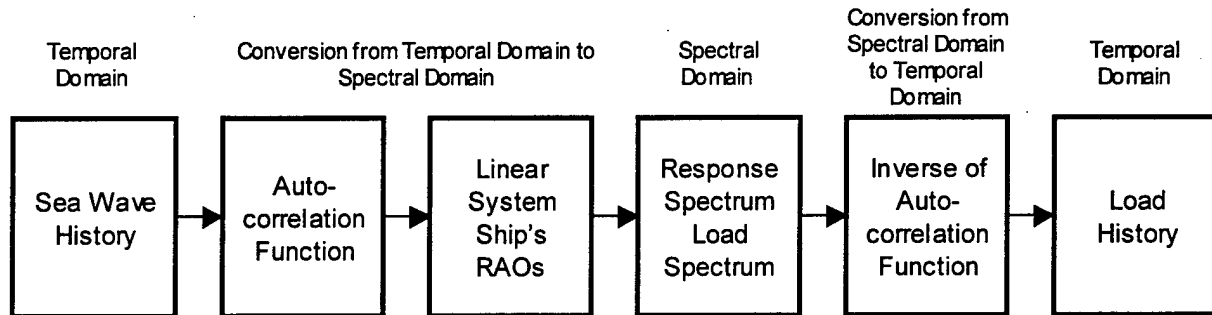 Temporal
Domain
Conversion from Temporal Domain to
Spectral Domain
Spectral
Domain
Conversion from
Spectral Domain
to Temporal
Domain
Temporal
Domain
Sea Wave
History
Auto-
correlation
Function
Linear
System
Ship's
RAOs
Response
Spectrum
Load
Spectrum
Inverse of
Auto-
correlation
Function
Load
History